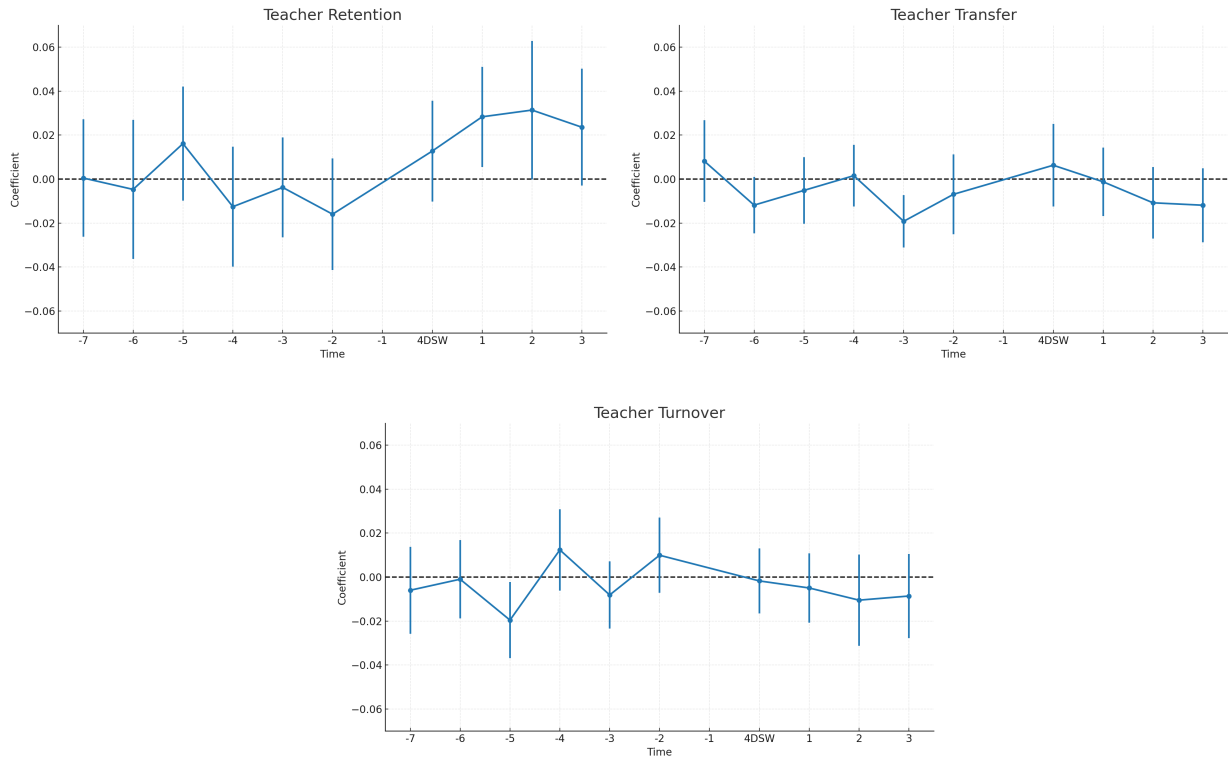 Teacher Retention
0.06
0.04
0.02
0.00
−0.02
−0.04
−0.06
Coefficient
-7 -6 -5 -4 -3 -2 -1 4DSW 1 2 3
Time
Teacher Transfer
0.06
0.04
0.02
0.00
−0.02
−0.04
−0.06
Coefficient
-7 -6 -5 -4 -3 -2 -1 4DSW 1 2 3
Time
Teacher Turnover
0.06
0.04
0.02
0.00
−0.02
−0.04
−0.06
Coefficient
-7 -6 -5 -4 -3 -2 -1 4DSW 1 2 3
Time